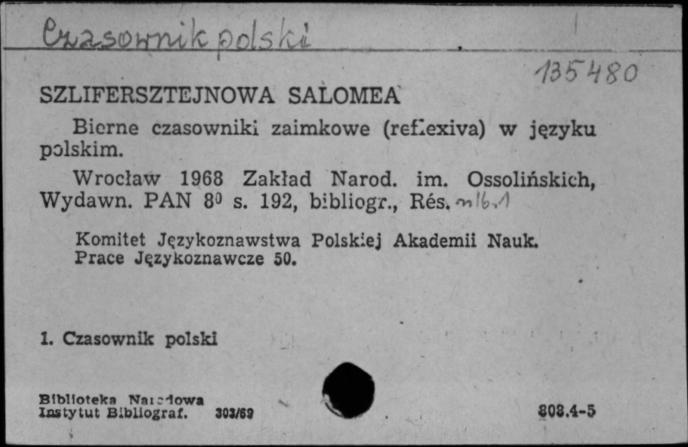 Czasownik polski
135480
SZLIFERSZTEJNOWA SALOMEA
Bierne czasowniki zaimkowe (reflexiva) w języku
polskim.
Wrocław 1968 Zakład Narod. im. Ossolińskich,
Wydawn. PAN 8⁰ s. 192, bibliogr., Rés. nlb.1
Komitet Językoznawstwa Polskiej Akademii Nauk.
Prace Językoznawcze 50.
1. Czasownik polski
Biblioteka Narodowa
Instytut Bibliograf. 303/69
808.4-5